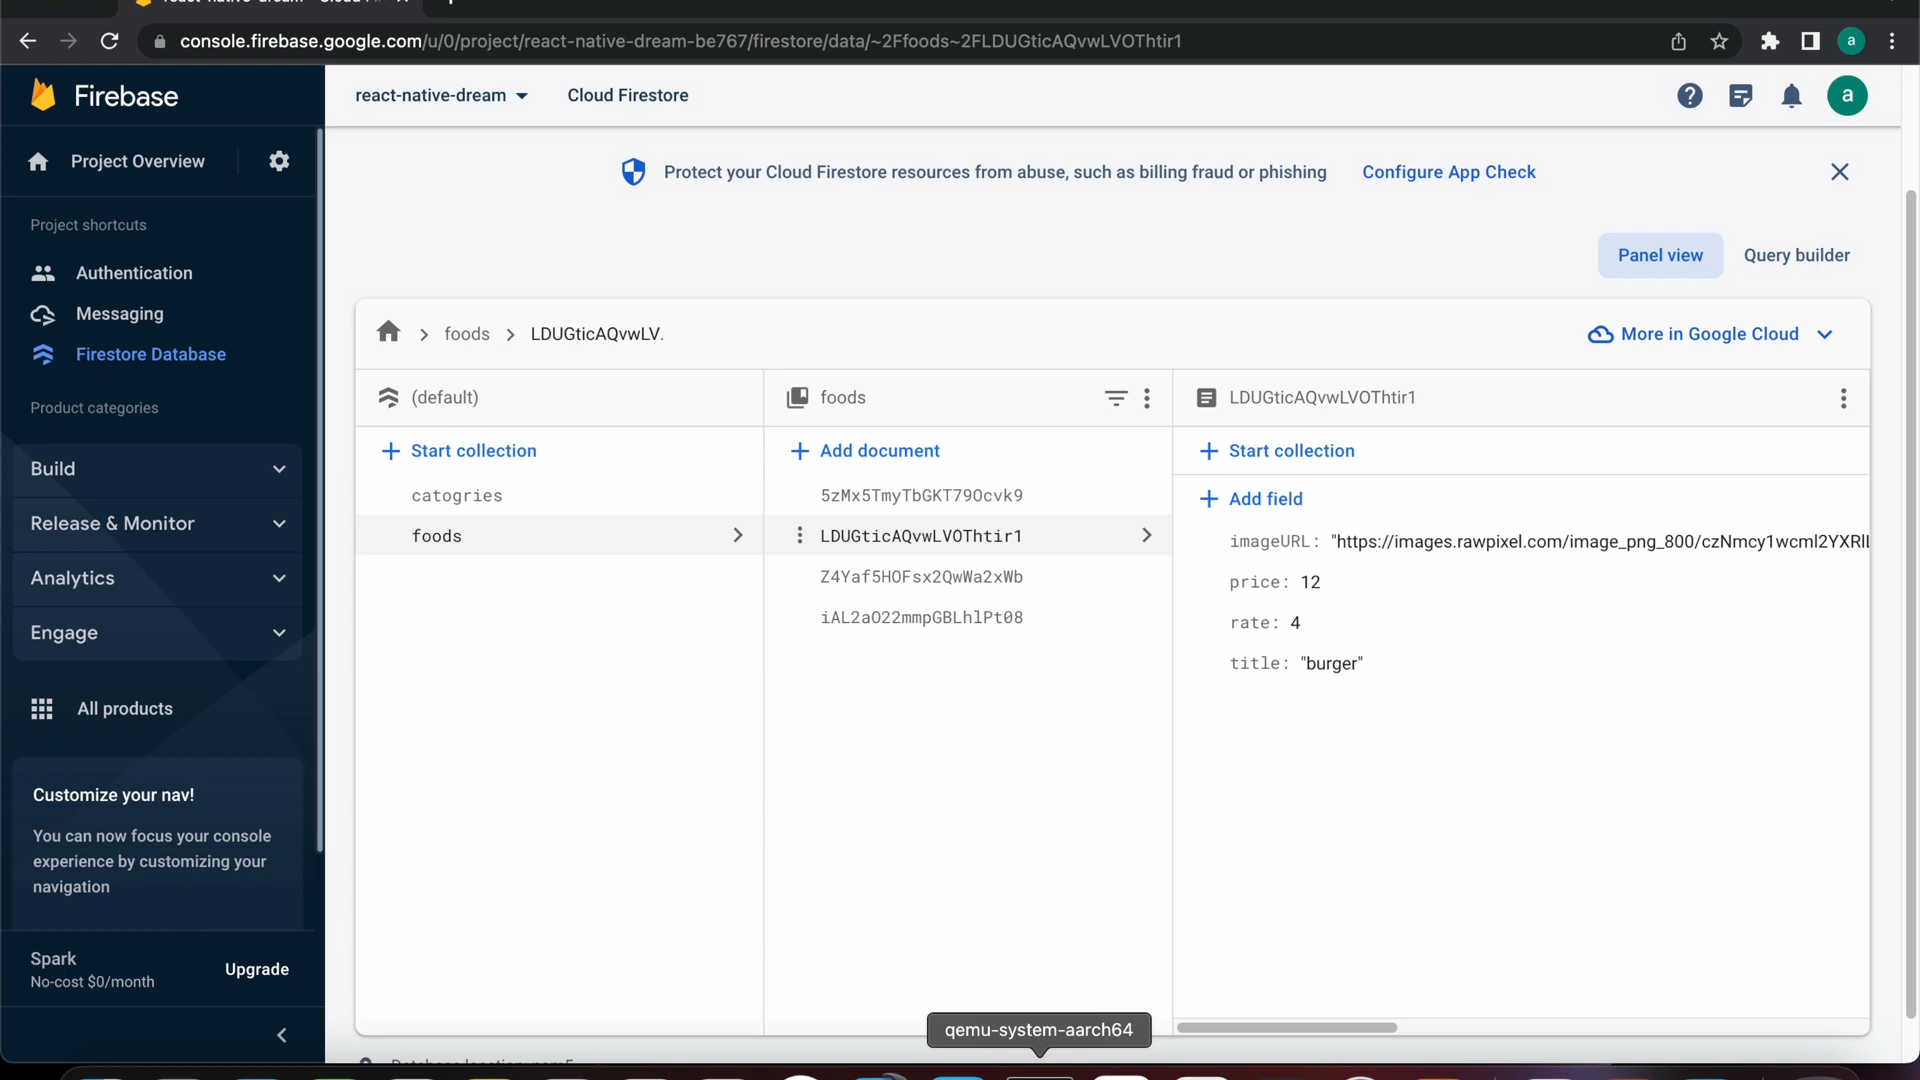 console.firebase.google.com/u/0/project/react-native-dream-be767/firestore/data/~2Ffoods~2FLDUGticAQvwLVOThtir1
a
Firebase
react-native-dream
Cloud Firestore
a
Project Overview
Protect your Cloud Firestore resources from abuse, such as billing fraud or phishing
Configure App Check
Project shortcuts
Authentication
Messaging
Firestore Database
Product categories
Build
Release & Monitor
Analytics
Engage
All products
Customize your nav!
You can now focus your console
experience by customizing your
navigation
Spark
No-cost $0/month
Upgrade
Panel view
Query builder
foods
LDUGticAQvwLV.
More in Google Cloud
(default)
Start collection
catogries
foods
foods
Add document
5zMx5TmyTbGKT79Ocvk9
LDUGticAQvwLVOThtir1
Z4Yaf5HOFsx2QwWa2xWb
iAL2aO22mmpGBLhlPt08
LDUGticAQvwLVOThtir1
Start collection
Add field
imageURL: "https://images.rawpixel.com/image_png_800/czNmcy1wcml2YXRlL
price: 12
rate: 4
title: "burger"
qemu-system-aarch64